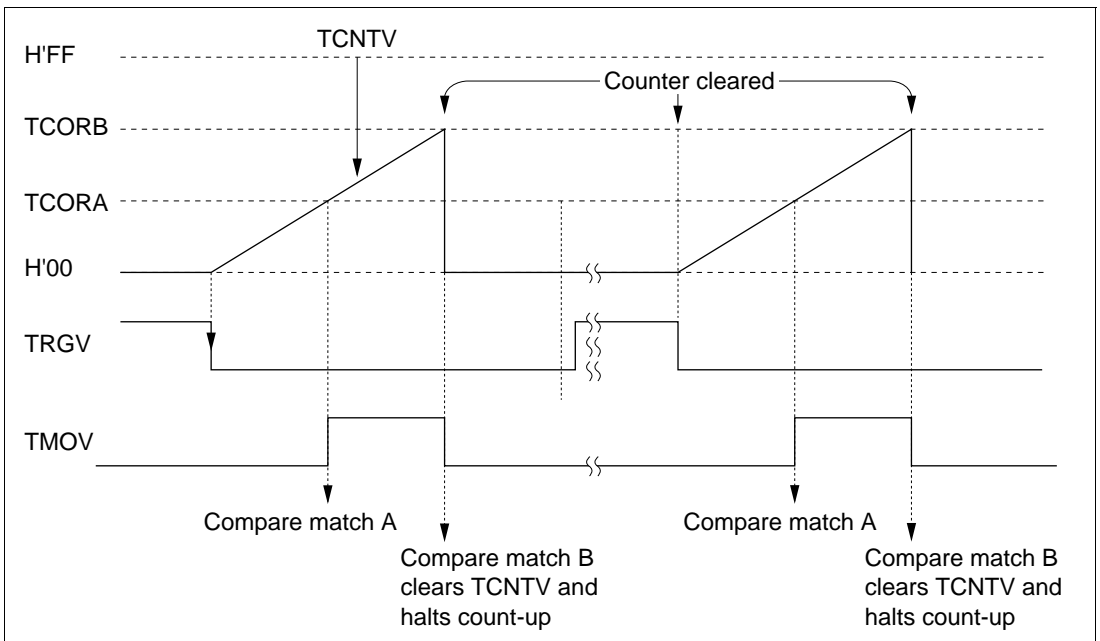 TCNTV
H'FF
Counter cleared
TCORB
TCORA
H'00
TRGV
TMOV
Compare match A
Compare match A
Compare match B
clears TCNTV and
halts count-up
Compare match B
clears TCNTV and
halts count-up